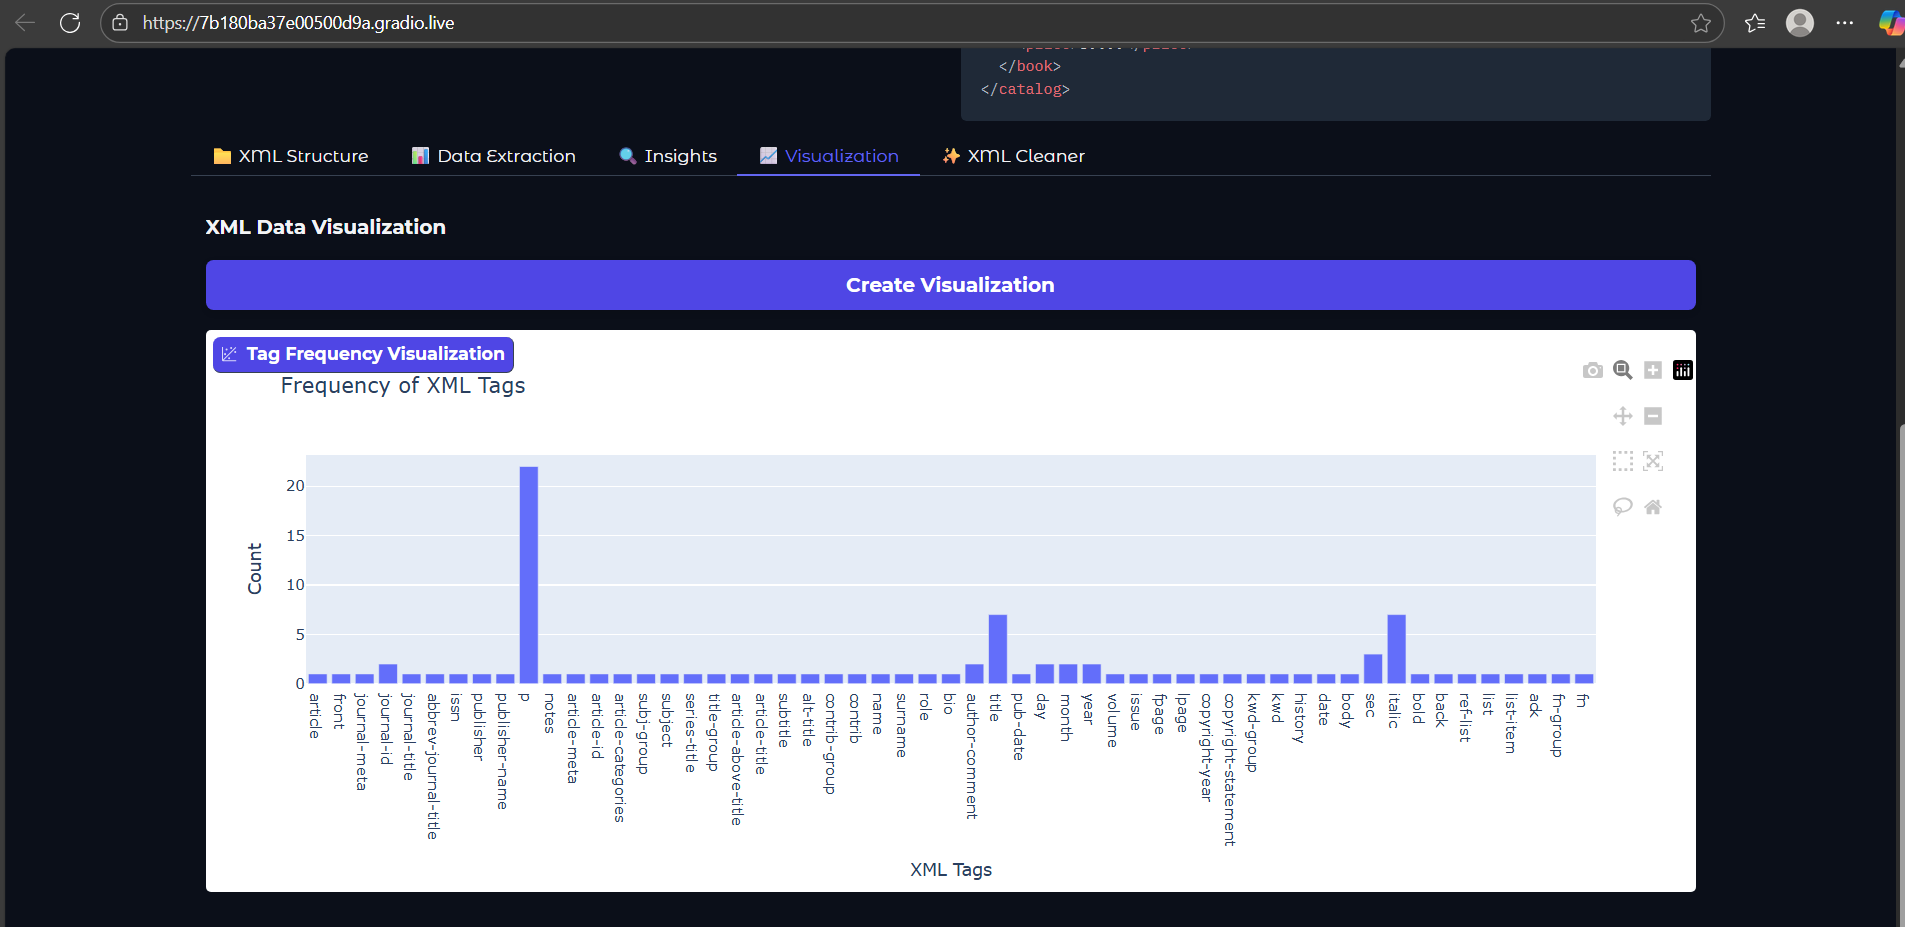 https://7b180ba37e00500d9a.gradio.live
</book>
</catalog>
XML Structure
Data Extraction
Insights
Visualization
XML Cleaner
XML Data Visualization
Create Visualization
Tag Frequency Visualization
Frequency of XML Tags
Count
20
15
10
5
0
article
front
journal-meta
journal-id
journal-title
abbrev-journal-title
issn
publisher
publisher-name
p
notes
article-meta
article-id
article-categories
subj-group
subject
series-title
title-group
article-above-title
article-title
subtitle
alt-title
contrib-group
contrib
name
surname
role
bio
author-comment
title
pub-date
day
month
year
volume
issue
fpage
lpage
copyright-year
copyright-statement
kwd-group
kwd
history
date
body
sec
italic
bold
back
ref-list
list
list-item
ack
fn-group
fn
XML Tags